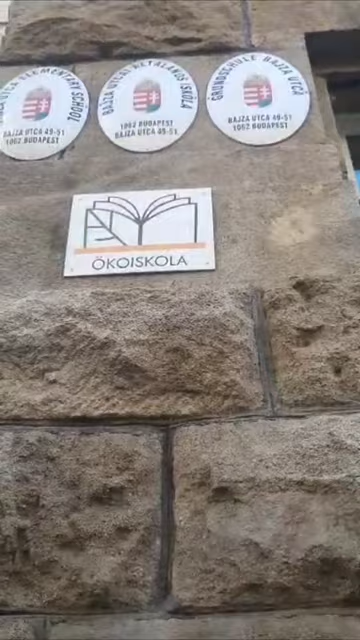 BAJZA ELEMENTARY SCHOOL
BAJZA UTCA 49-51
1062 BUDAPEST
BAJZA UTCAI ÁLTALÁNOS ISKOLA
1062 BUDAPEST
BAJZA UTCA 49-51
GRUNDSCHULE BAJZA UTCA
BAJZA UTCA 49-51
1062 BUDAPEST
ÖKOISKOLA